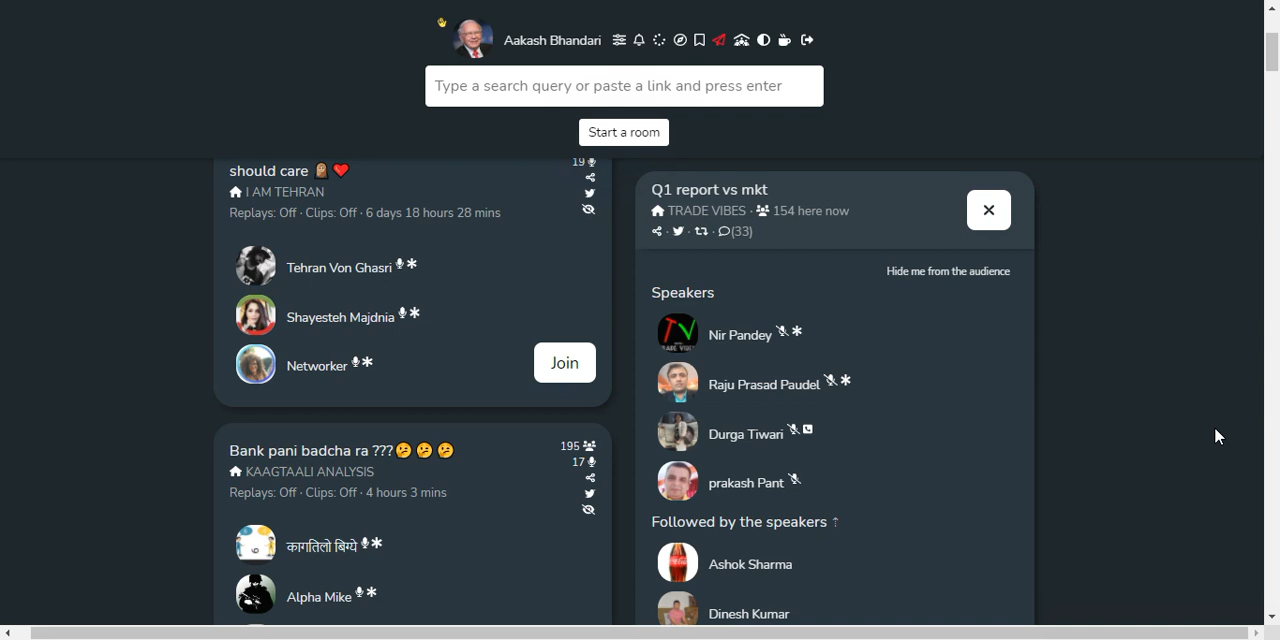 Aakash Bhandari
Type a search query or paste a link and press enter
Start a room
should care
19
I AM TEHRAN
Replays: Off · Clips: Off · 6 days 18 hours 28 mins
Tehran Von Ghasri
Shayesteh Majdnia
Networker
Join
Bank pani badcha ra ???
195
17
KAAGTAALI ANALYSIS
Replays: Off · Clips: Off · 4 hours 3 mins
कागतिलो बिग्ये
Alpha Mike
Q1 report vs mkt
TRADE VIBES · 154 here now
· · · (33)
Hide me from the audience
Speakers
TV
Nir Pandey
Raju Prasad Paudel
Durga Tiwari
prakash Pant
Followed by the speakers ↑
Ashok Sharma
Dinesh Kumar